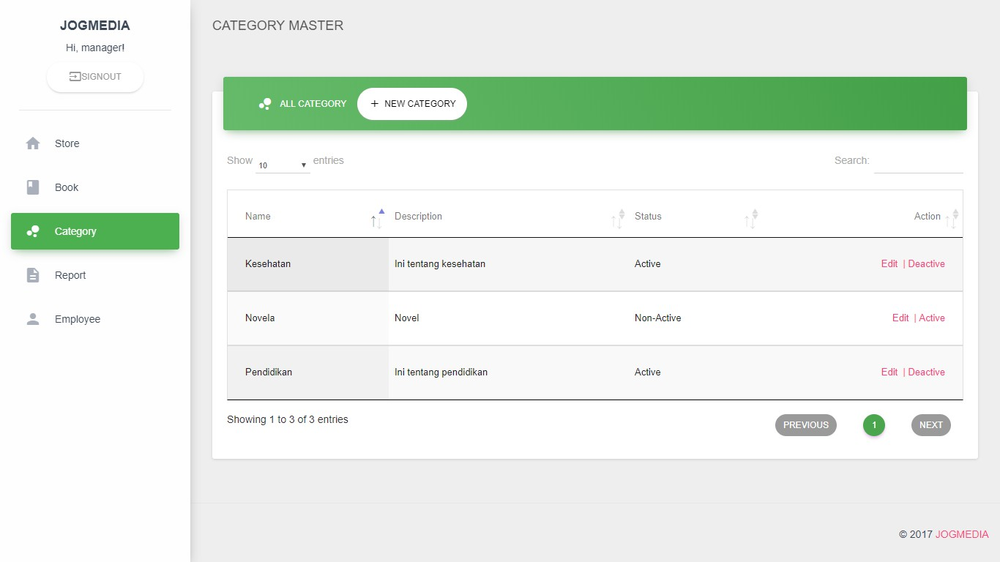 JOGMEDIA
Hi, manager!
SIGNOUT
Store
Book
Category
Report
Employee
CATEGORY MASTER
ALL CATEGORY
+ NEW CATEGORY
Show 10 entries
Search:
Name Description Status Action
Kesehatan Ini tentang kesehatan Active Edit | Deactive
Novela Novel Non-Active Edit | Active
Pendidikan Ini tentang pendidikan Active Edit | Deactive
Showing 1 to 3 of 3 entries
PREVIOUS 1 NEXT
© 2017 JOGMEDIA